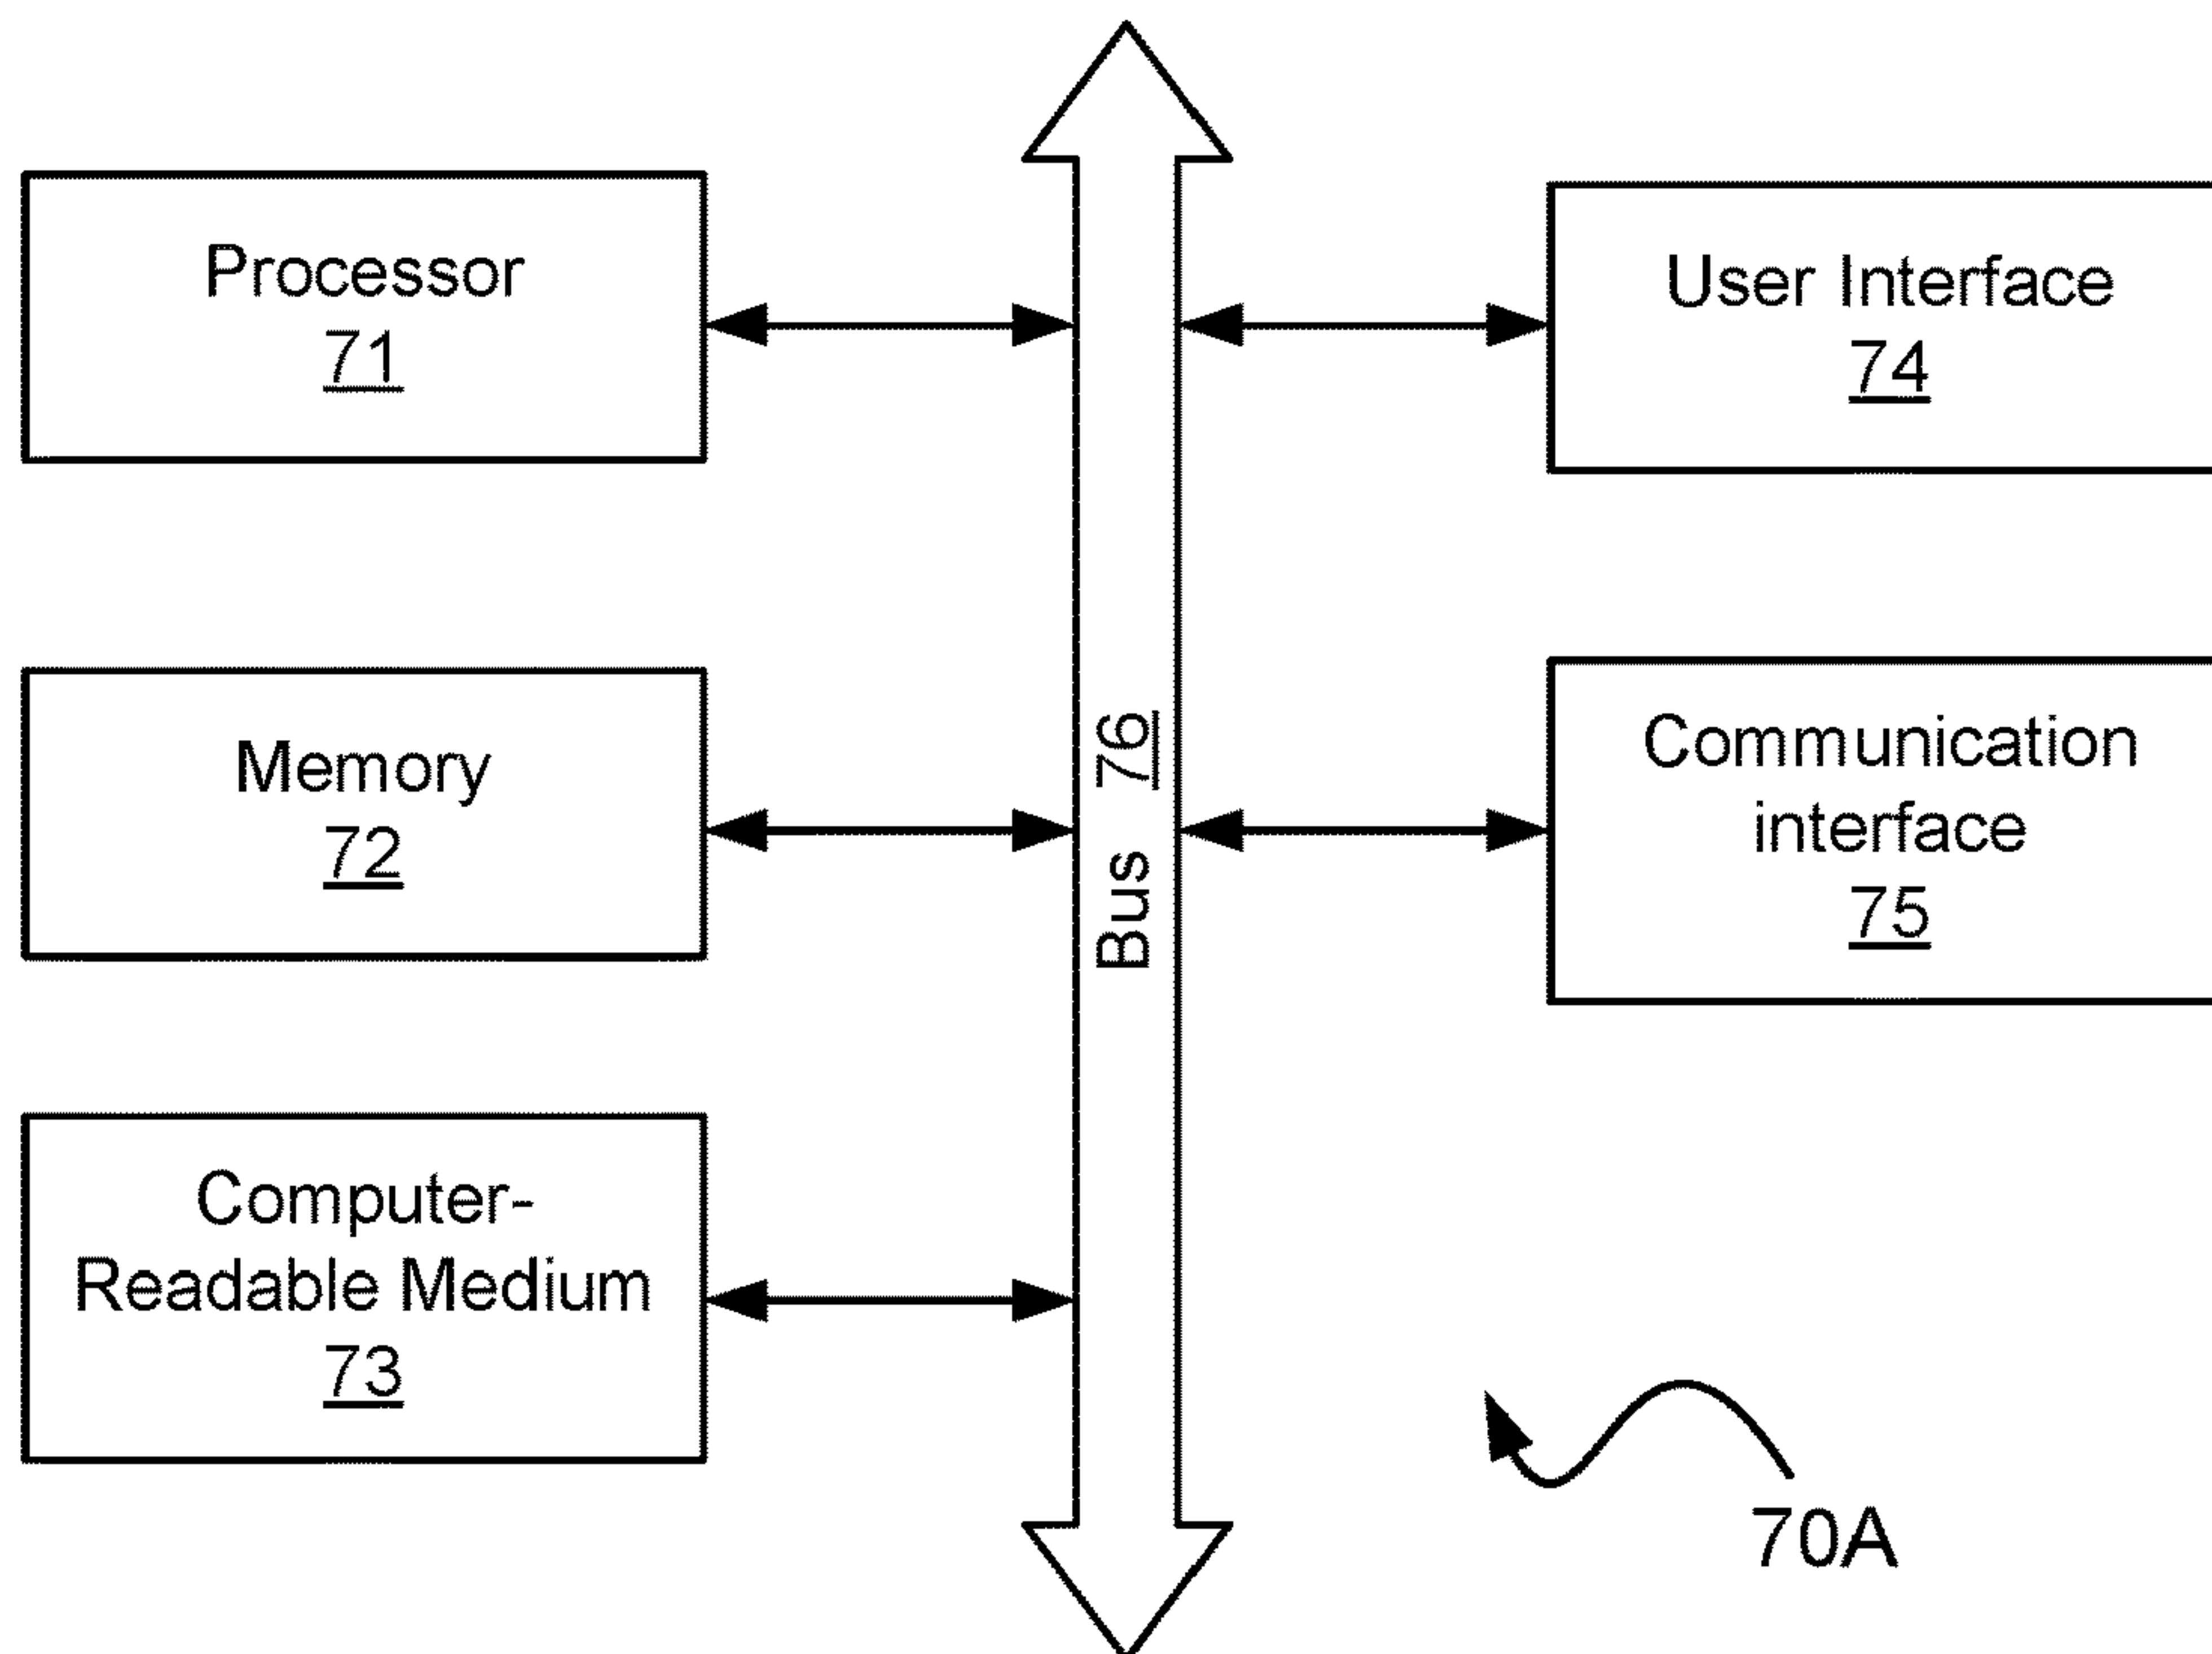 Processor
71
User Interface
74
Memory
72
Bus 76
Communication
interface
75
Computer-
Readable Medium
73
70A